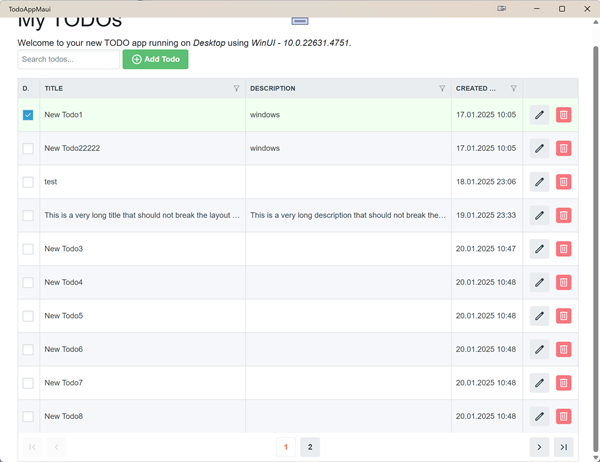 TodoAppMaui
My TODOs
Welcome to your new TODO app running on Desktop using WinUI - 10.0.22631.4751.
Search todos...
Add Todo
D. TITLE DESCRIPTION CREATED ...
New Todo1 windows 17.01.2025 10:05
New Todo22222 windows 17.01.2025 10:05
test 18.01.2025 23:06
This is a very long title that should not break the layout ... This is a very long description that should not break the... 19.01.2025 23:33
New Todo3 20.01.2025 10:47
New Todo4 20.01.2025 10:48
New Todo5 20.01.2025 10:48
New Todo6 20.01.2025 10:48
New Todo7 20.01.2025 10:48
New Todo8 20.01.2025 10:48
1 2